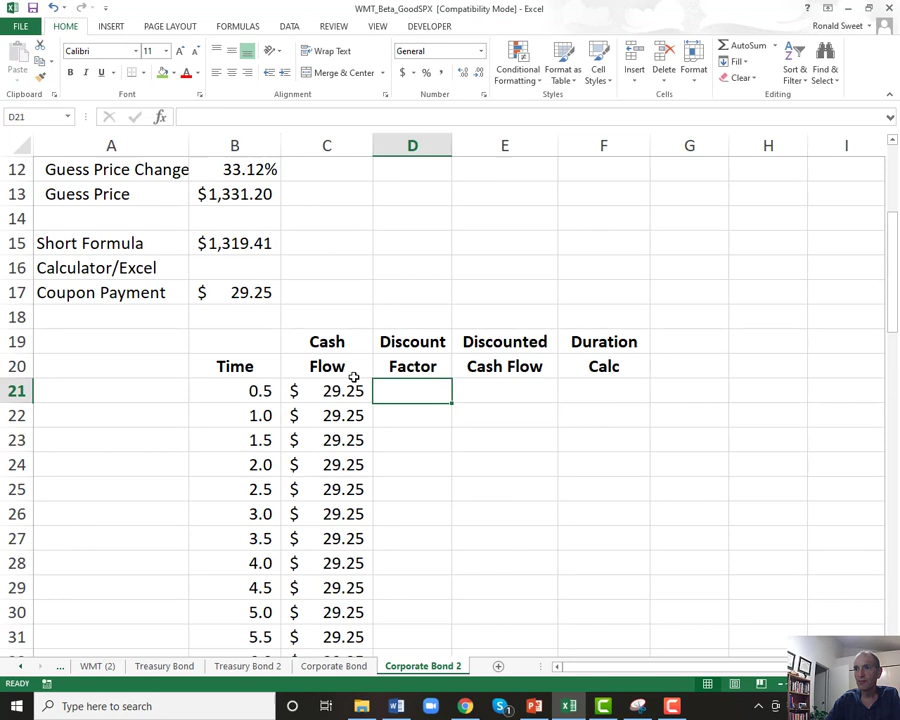 WMT_Beta_GoodSPX [Compatibility Mode] - Excel
FILE HOME INSERT PAGE LAYOUT FORMULAS DATA REVIEW VIEW DEVELOPER Ronald Sweet
Paste Calibri 11 Wrap Text General Conditional Formatting Format as Table Cell Styles Insert Delete Format AutoSum Sort & Filter Find & Select
B I U Merge & Center $ % Fill
Clear
Clipboard Font Alignment Number Styles Cells Editing
D21 fx
A B C D E F G H I
12 Guess Price Change 33.12%
13 Guess Price $1,331.20
14
15 Short Formula $1,319.41
16 Calculator/Excel
17 Coupon Payment $ 29.25
18
19 Cash Discount Discounted Duration
20 Time Flow Factor Cash Flow Calc
21 0.5 $ 29.25
22 1.0 $ 29.25
23 1.5 $ 29.25
24 2.0 $ 29.25
25 2.5 $ 29.25
26 3.0 $ 29.25
27 3.5 $ 29.25
28 4.0 $ 29.25
29 4.5 $ 29.25
30 5.0 $ 29.25
31 5.5 $ 29.25
... WMT (2) Treasury Bond Treasury Bond 2 Corporate Bond Corporate Bond 2
READY
Type here to search